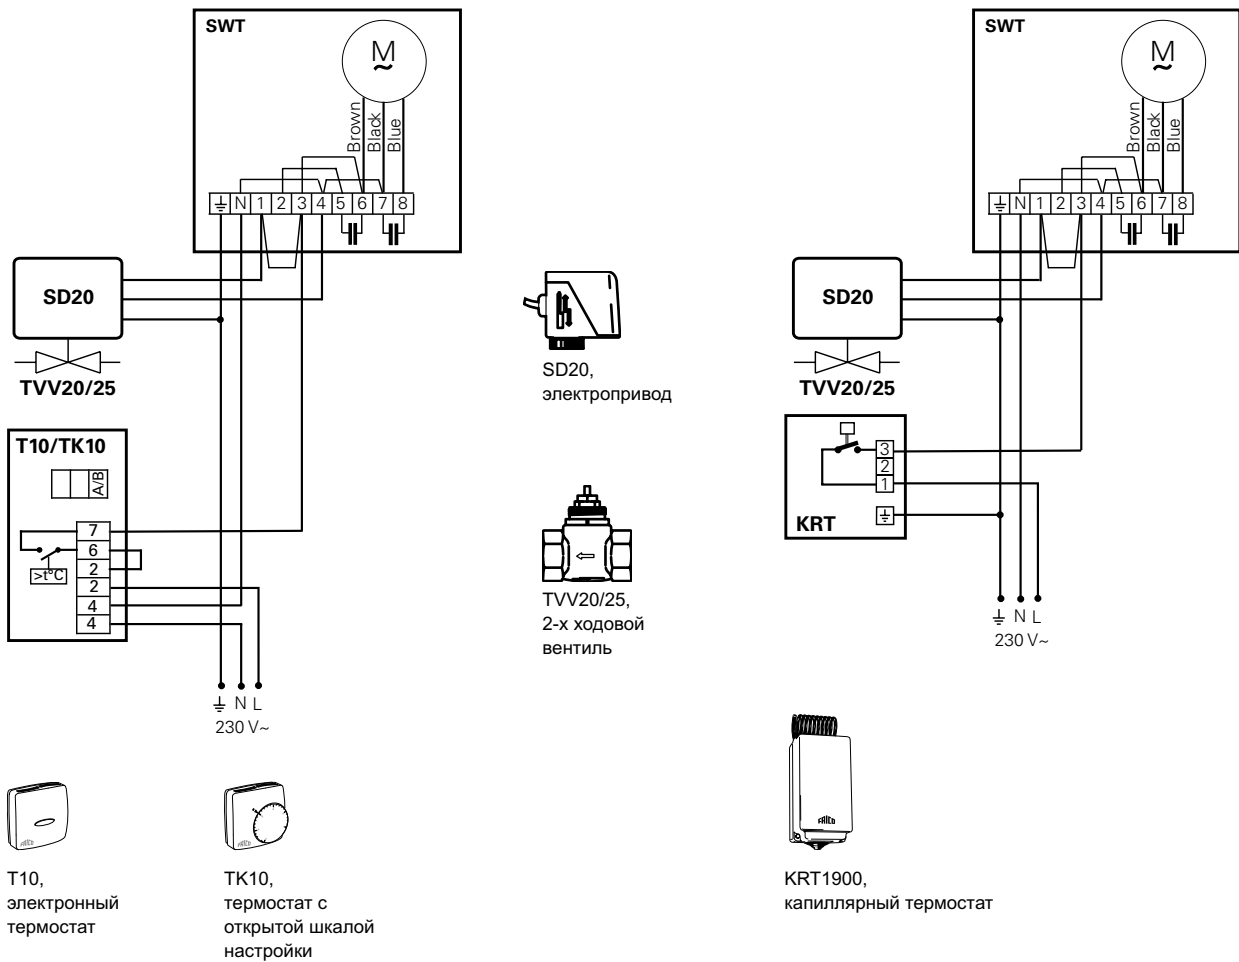 SWT
M
~
Brown
Black
Blue
N 1 2 3 4 5 6 7 8
SD20
TVV20/25
T10/TK10
A/B
7
6
2
2
4
4
>t°C
N L
230 V~
SD20,
электропривод
TVV20/25,
2-х ходовой
вентиль
SWT
M
~
Brown
Black
Blue
N 1 2 3 4 5 6 7 8
SD20
TVV20/25
3
2
1
KRT
N L
230 V~
FRICO
T10,
электронный
термостат
FRICO
TK10,
термостат с
открытой шкалой
настройки
FRICO
KRT1900,
капиллярный термостат